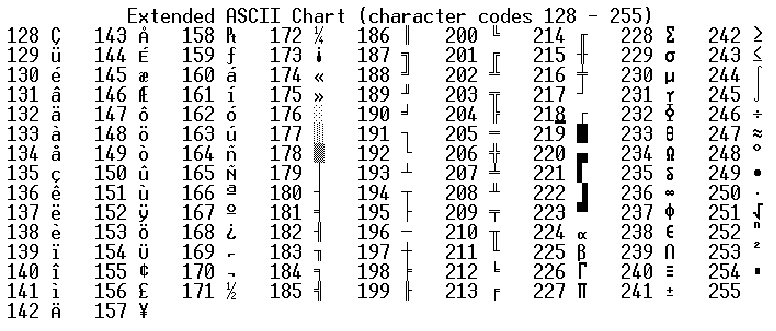 Extended ASCII Chart (character codes 128 - 255)
128 Ç 143 Å 158 ₧ 172 ¼ 186 ║ 200 ╚ 214 ╓ 228 Σ 242 ≥
129 ü 144 É 159 ƒ 173 ¡ 187 ╗ 201 ╔ 215 ╫ 229 σ 243 ≤
130 é 145 æ 160 á 174 « 188 ╝ 202 ╩ 216 ╪ 230 µ 244 ⌠
131 â 146 Æ 161 í 175 » 189 ╜ 203 ╦ 217 ┘ 231 τ 245 ⌡
132 ä 147 ô 162 ó 176 ░ 190 ╛ 204 ╠ 218 ┌ 232 Φ 246 ÷
133 à 148 ö 163 ú 177 ▒ 191 ┐ 205 ═ 219 █ 233 Θ 247 ≈
134 å 149 ò 164 ñ 178 ▓ 192 └ 206 ╬ 220 ▄ 234 Ω 248 °
135 ç 150 û 165 Ñ 179 │ 193 ┴ 207 ╧ 221 ▌ 235 δ 249 ∙
136 ê 151 ù 166 ª 180 ┤ 194 ┬ 208 ╨ 222 ▐ 236 ∞ 250 ·
137 ë 152 ÿ 167 º 181 ╡ 195 ├ 209 ╤ 223 ▀ 237 φ 251 √
138 è 153 Ö 168 ¿ 182 ╢ 196 ─ 210 ╥ 224 α 238 ε 252 ⁿ
139 ï 154 Ü 169 ⌐ 183 ╖ 197 ┼ 211 ╙ 225 ß 239 ∩ 253 ²
140 î 155 ¢ 170 ¬ 184 ╕ 198 ╞ 212 ╘ 226 Γ 240 ≡ 254 ■
141 ì 156 £ 171 ½ 185 ╣ 199 ╟ 213 ╒ 227 π 241 ± 255
142 Ä 157 ¥